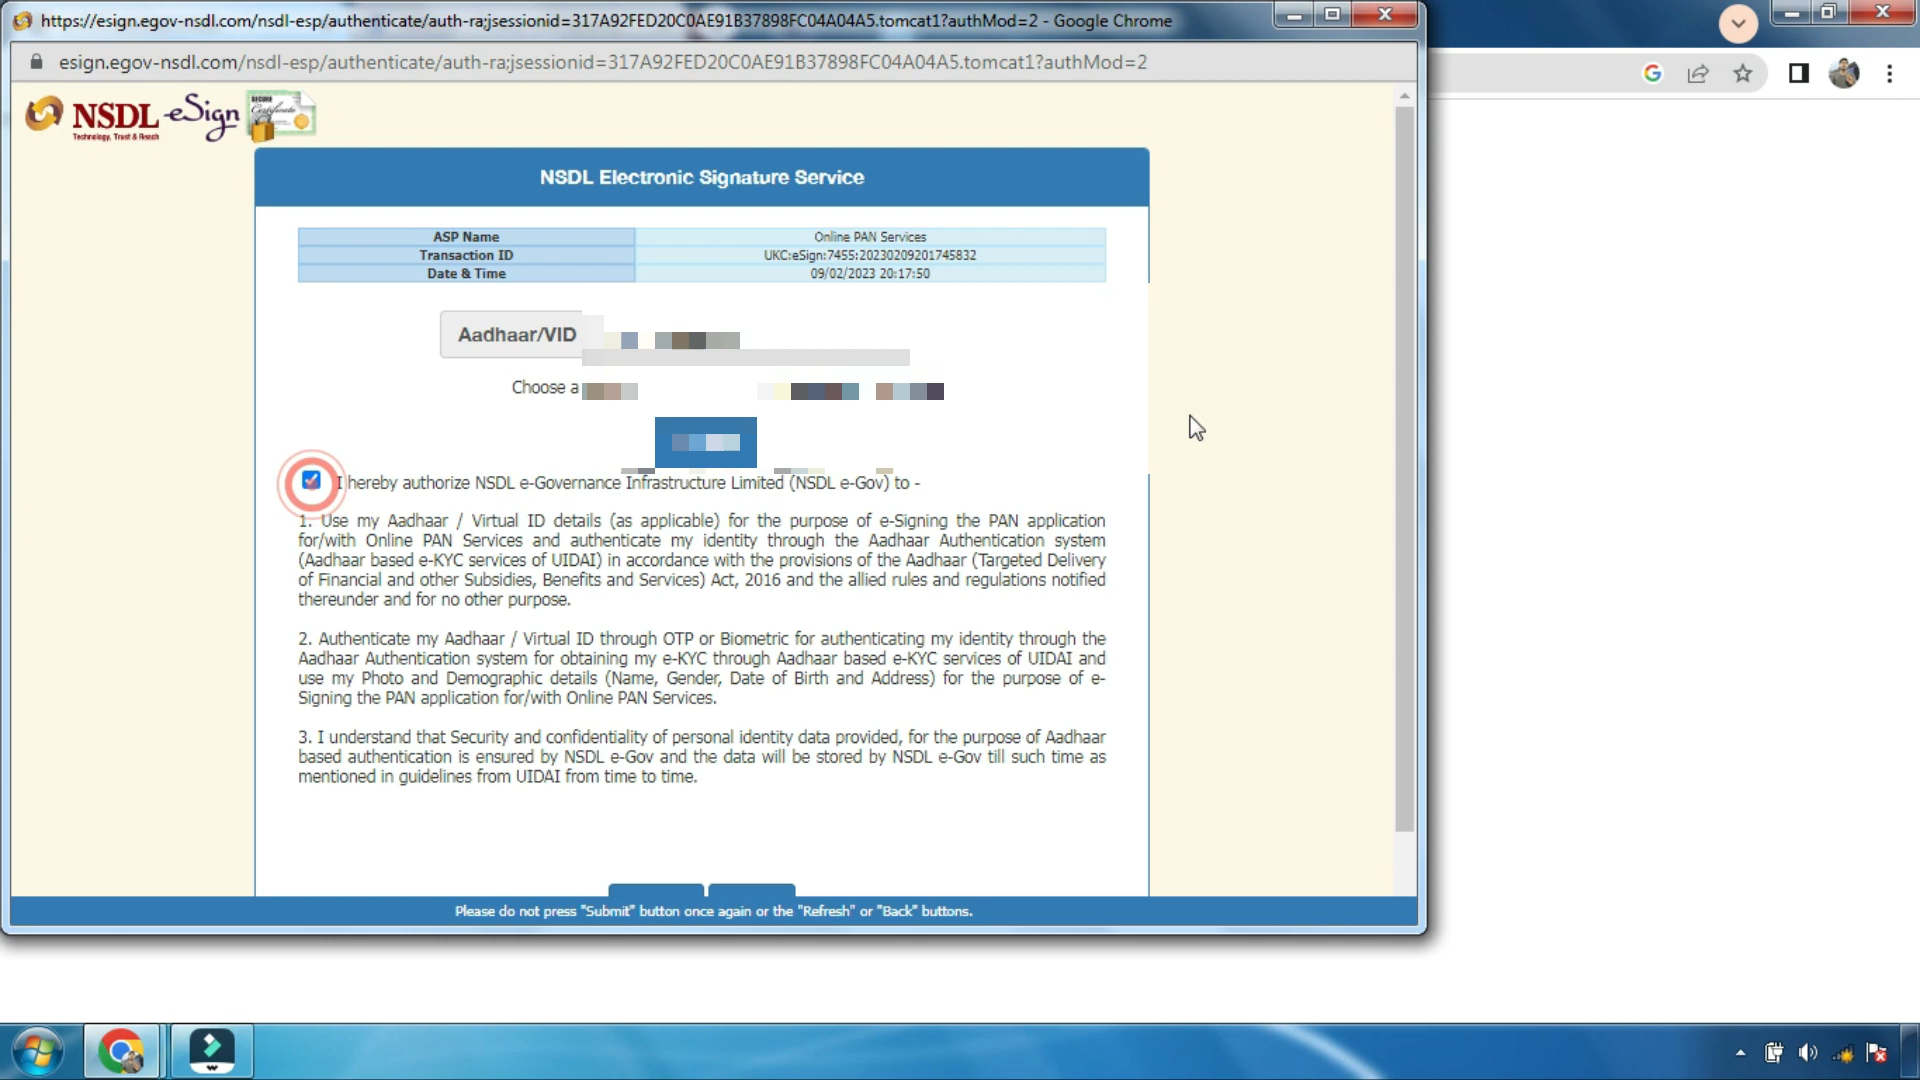 https://esign.egov-nsdl.com/nsdl-esp/authenticate/auth-ra;jsessionid=317A92FED20C0AE91B37898FC04A04A5.tomcat1?authMod=2 - Google Chrome
esign.egov-nsdl.com/nsdl-esp/authenticate/auth-ra;jsessionid=317A92FED20C0AE91B37898FC04A04A5.tomcat1?authMod=2
NSDL eSign
Technology, Trust & Reach
SECURE
Certificate
NSDL Electronic Signature Service
ASP Name Online PAN Services
Transaction ID UKC:eSign:7455:20230209201745832
Date & Time 09/02/2023 20:17:50
Aadhaar/VID
Choose a
I hereby authorize NSDL e-Governance Infrastructure Limited (NSDL e-Gov) to -
1. Use my Aadhaar / Virtual ID details (as applicable) for the purpose of e-Signing the PAN application
for/with Online PAN Services and authenticate my identity through the Aadhaar Authentication system
(Aadhaar based e-KYC services of UIDAI) in accordance with the provisions of the Aadhaar (Targeted Delivery
of Financial and other Subsidies, Benefits and Services) Act, 2016 and the allied rules and regulations notified
thereunder and for no other purpose.
2. Authenticate my Aadhaar / Virtual ID through OTP or Biometric for authenticating my identity through the
Aadhaar Authentication system for obtaining my e-KYC through Aadhaar based e-KYC services of UIDAI and
use my Photo and Demographic details (Name, Gender, Date of Birth and Address) for the purpose of e-
Signing the PAN application for/with Online PAN Services.
3. I understand that Security and confidentiality of personal identity data provided, for the purpose of Aadhaar
based authentication is ensured by NSDL e-Gov and the data will be stored by NSDL e-Gov till such time as
mentioned in guidelines from UIDAI from time to time.
Please do not press "Submit" button once again or the "Refresh" or "Back" buttons.